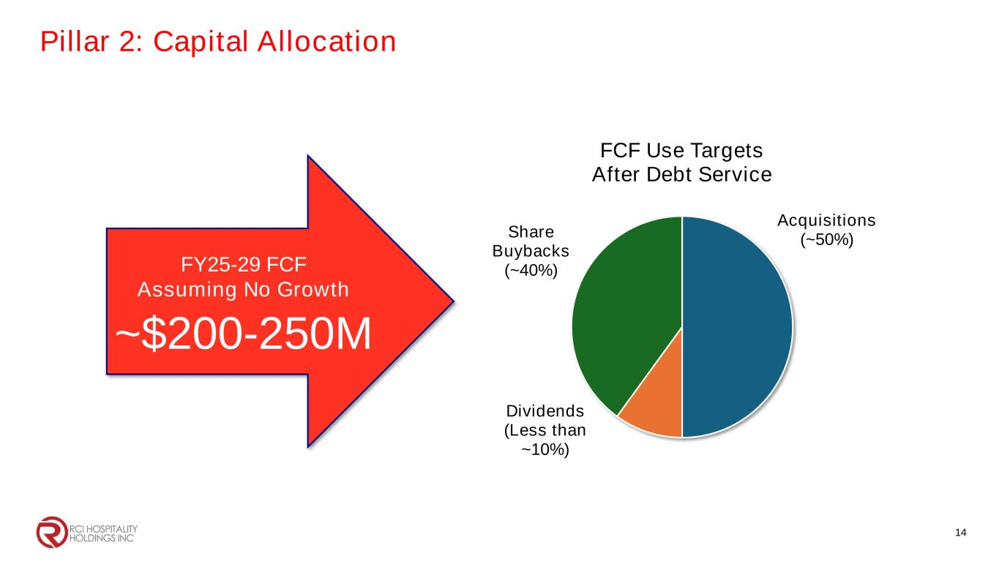 Pillar 2: Capital Allocation
FY25-29 FCF
Assuming No Growth
~$200-250M
FCF Use Targets
After Debt Service
Acquisitions
(~50%)
Share
Buybacks
(~40%)
Dividends
(Less than
~10%)
RCI HOSPITALITY
HOLDINGS INC
14